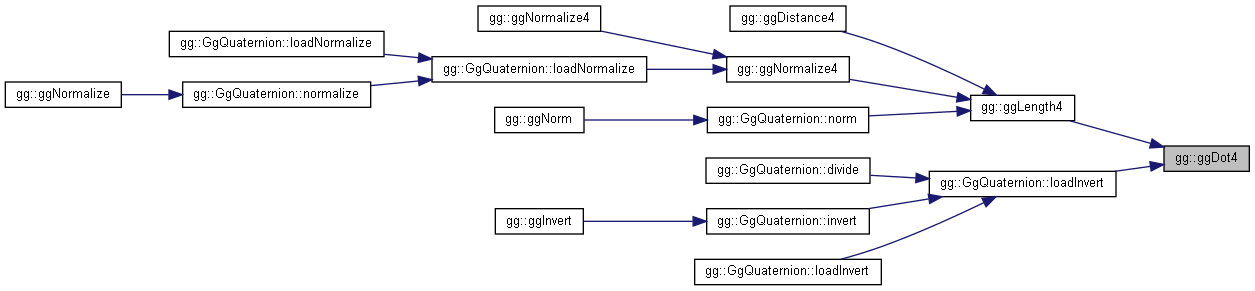 gg::ggNormalize4
gg::ggDistance4
gg::GgQuaternion::loadNormalize
gg::GgQuaternion::loadNormalize
gg::ggNormalize4
gg::ggNormalize
gg::GgQuaternion::normalize
gg::ggLength4
gg::ggNorm
gg::GgQuaternion::norm
gg::ggDot4
gg::GgQuaternion::divide
gg::GgQuaternion::loadInvert
gg::ggInvert
gg::GgQuaternion::invert
gg::GgQuaternion::loadInvert